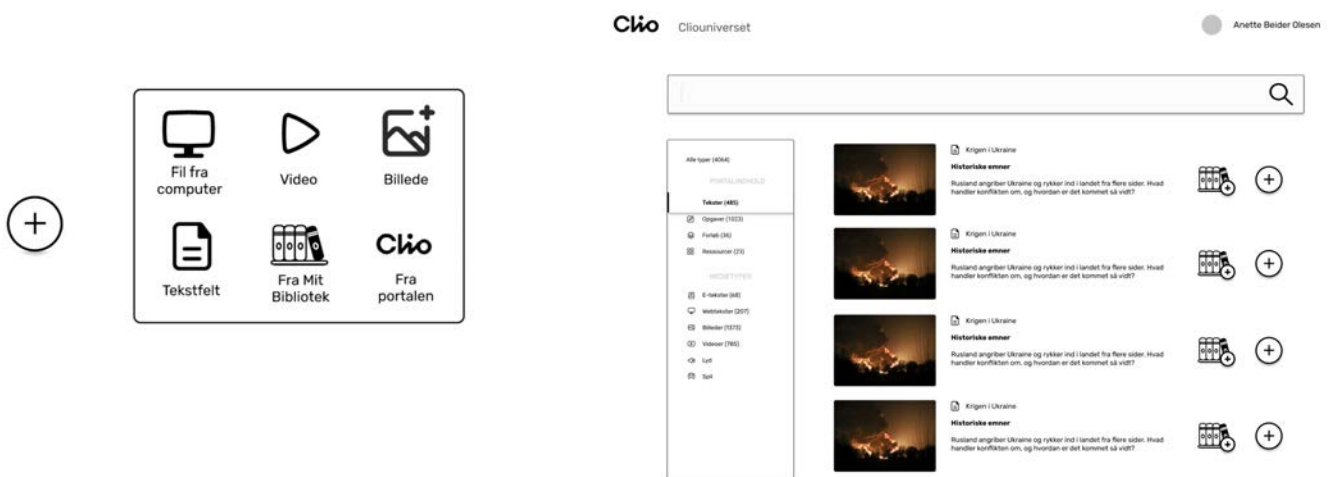 Fil fra
computer
Video
Billede
Tekstfelt
Fra Mit
Bibliotek
Clio
Fra
portalen
Clio Cliouniverset
Anette Beider Olesen
Alle typer (4064)
PORTALINDHOLD
Tekster (485)
Opgaver (1023)
Forløb (36)
Ressourcer (23)
MEDIETYPER
E-tekster (68)
Webtekster (207)
Billeder (1373)
Videoer (786)
Lyd
Spil
Krigen i Ukraine
Historiske emner
Rusland angriber Ukraine og rykker ind i landet fra flere sider. Hvad
handler konflikten om, og hvordan er det kommet så vidt?
Krigen i Ukraine
Historiske emner
Rusland angriber Ukraine og rykker ind i landet fra flere sider. Hvad
handler konflikten om, og hvordan er det kommet så vidt?
Krigen i Ukraine
Historiske emner
Rusland angriber Ukraine og rykker ind i landet fra flere sider. Hvad
handler konflikten om, og hvordan er det kommet så vidt?
Krigen i Ukraine
Historiske emner
Rusland angriber Ukraine og rykker ind i landet fra flere sider. Hvad
handler konflikten om, og hvordan er det kommet så vidt?